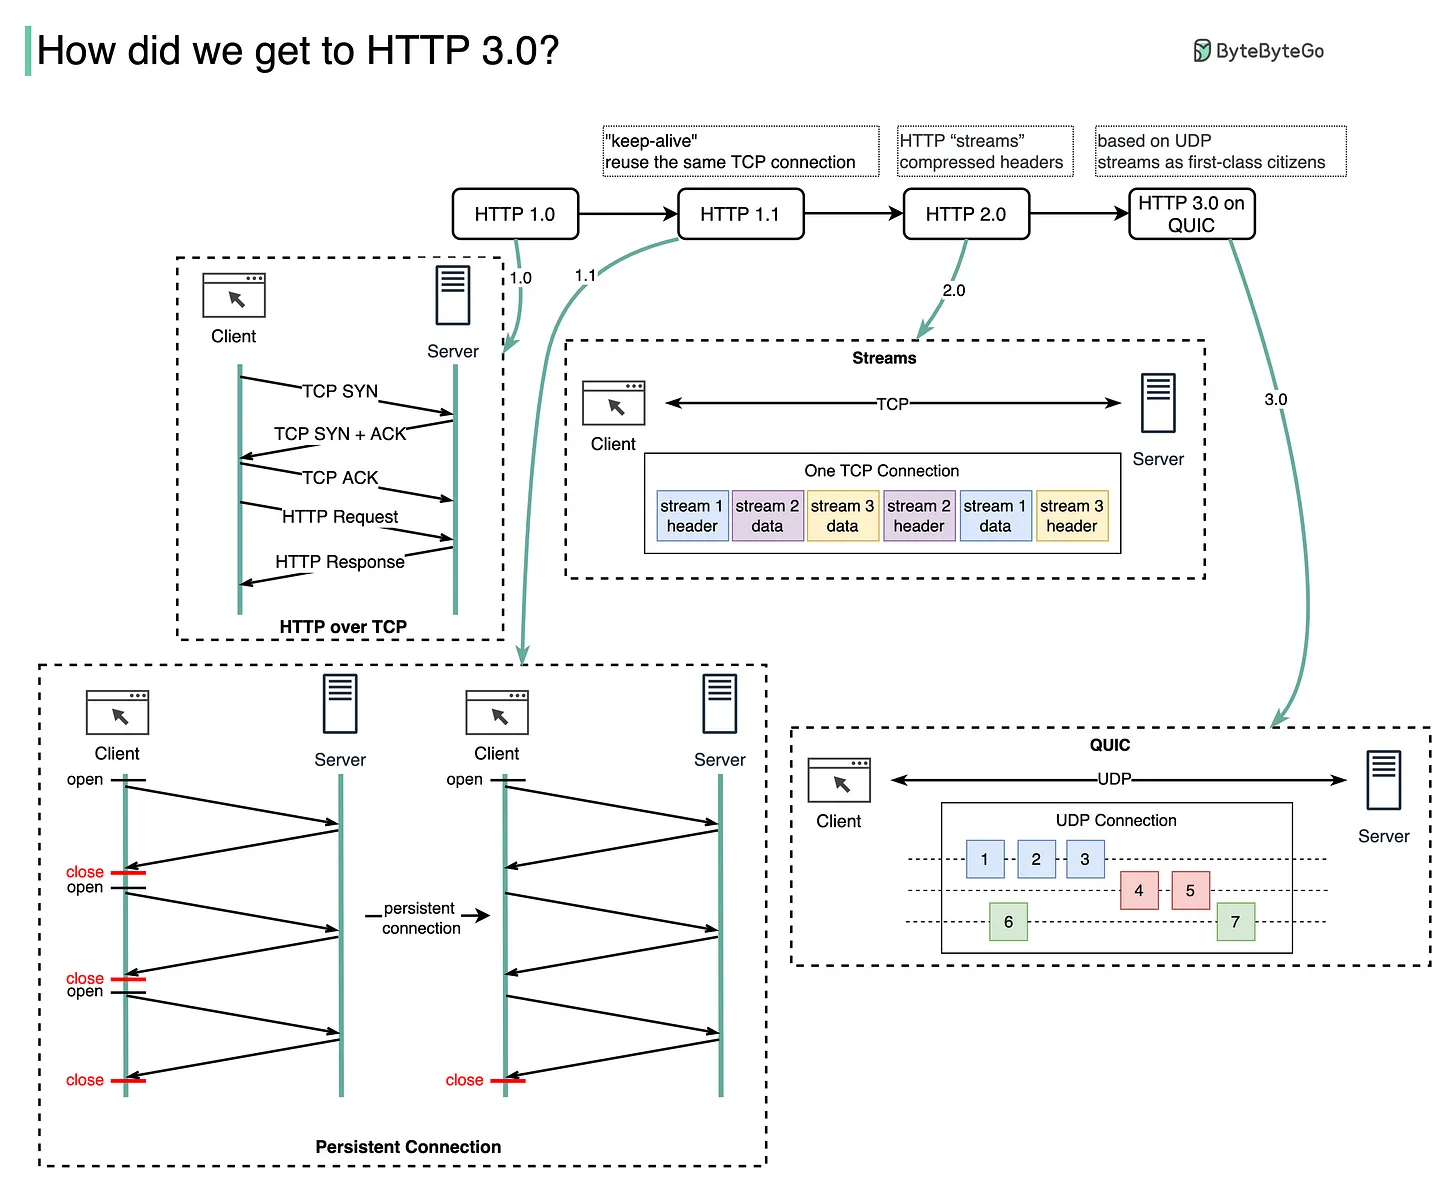 How did we get to HTTP 3.0?
ByteByteGo
"keep-alive"
reuse the same TCP connection
HTTP “streams”
compressed headers
based on UDP
streams as first-class citizens
HTTP 1.0
HTTP 1.1
HTTP 2.0
HTTP 3.0 on
QUIC
1.0
1.1
2.0
3.0
Client
Server
TCP SYN
TCP SYN + ACK
TCP ACK
HTTP Request
HTTP Response
HTTP over TCP
Streams
Client
TCP
Server
One TCP Connection
stream 1
header
stream 2
data
stream 3
data
stream 2
header
stream 1
data
stream 3
header
Client
Server
open
close
open
close
open
close
persistent
connection
Client
Server
open
close
Persistent Connection
QUIC
Client
UDP
Server
UDP Connection
1
2
3
4
5
6
7